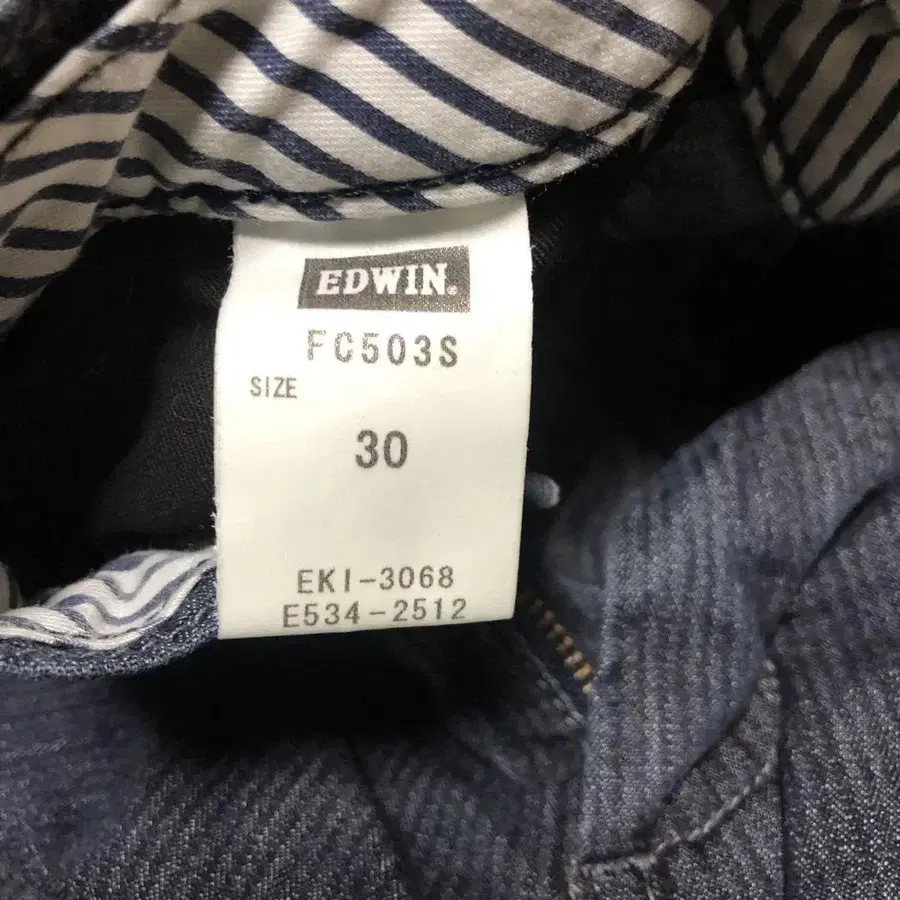 EDWIN.
FC503S
SIZE
30
EKI-3068
E534-2512